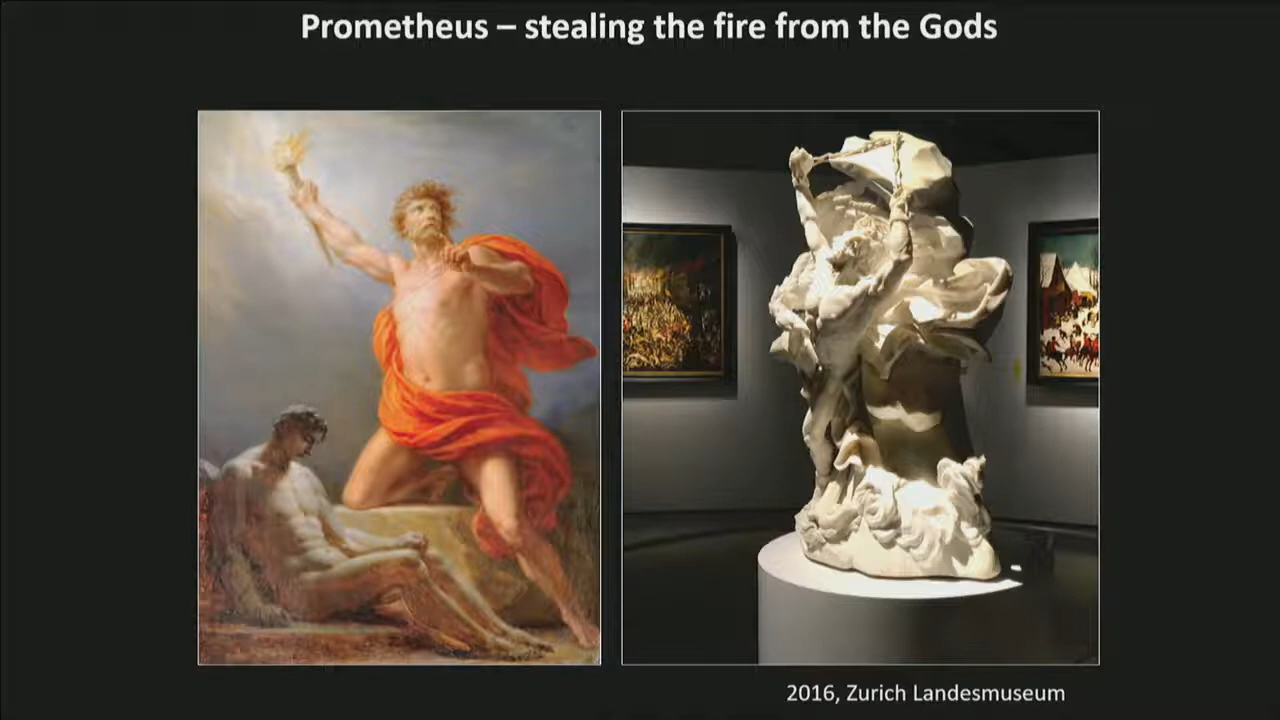 Prometheus – stealing the fire from the Gods
2016, Zurich Landesmuseum